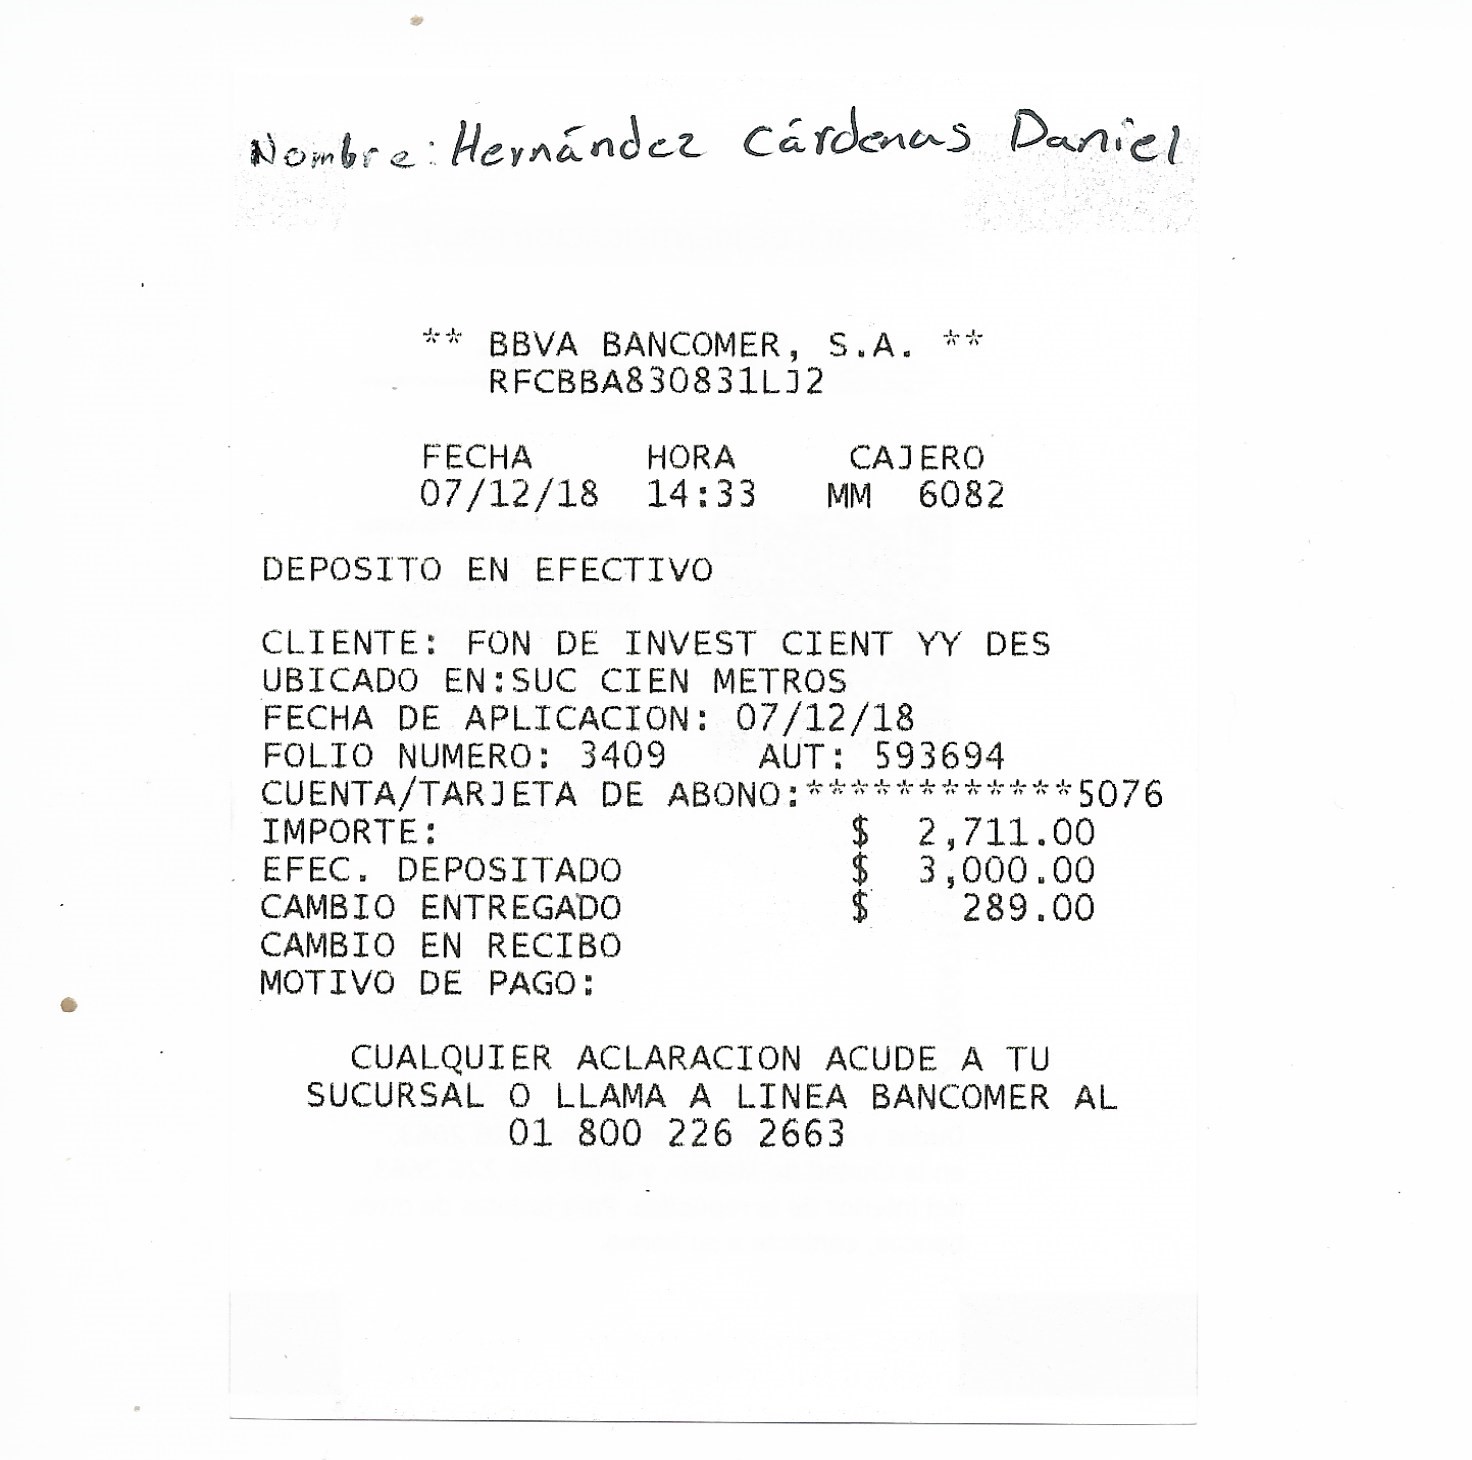 Nombre: Hernández Cárdenas Daniel
** BBVA BANCOMER, S.A. **
RFCBBA830831LJ2
FECHA HORA CAJERO
07/12/18 14:33 MM 6082
DEPOSITO EN EFECTIVO
CLIENTE: FON DE INVEST CIENT YY DES
UBICADO EN:SUC CIEN METROS
FECHA DE APLICACION: 07/12/18
FOLIO NUMERO: 3409 AUT: 593694
CUENTA/TARJETA DE ABONO:************5076
IMPORTE: $ 2,711.00
EFEC. DEPOSITADO $ 3,000.00
CAMBIO ENTREGADO $ 289.00
CAMBIO EN RECIBO
MOTIVO DE PAGO:
CUALQUIER ACLARACION ACUDE A TU
SUCURSAL O LLAMA A LINEA BANCOMER AL
01 800 226 2663